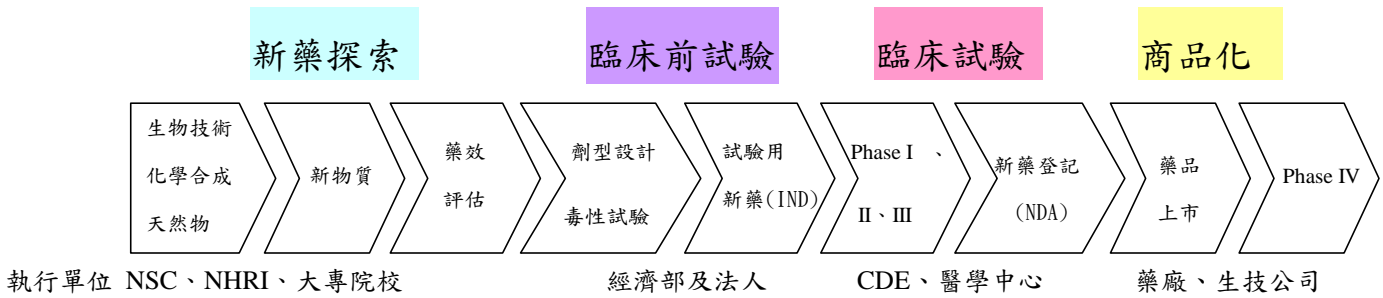 新藥探索
臨床前試驗
臨床試驗
商品化
生物技術
化學合成
天然物
新物質
藥效
評估
劑型設計
毒性試驗
試驗用
新藥(IND)
Phase I 、
II、III
新藥登記
(NDA)
藥品
上市
Phase IV
執行單位 NSC、NHRI、大專院校
經濟部及法人
CDE、醫學中心
藥廠、生技公司